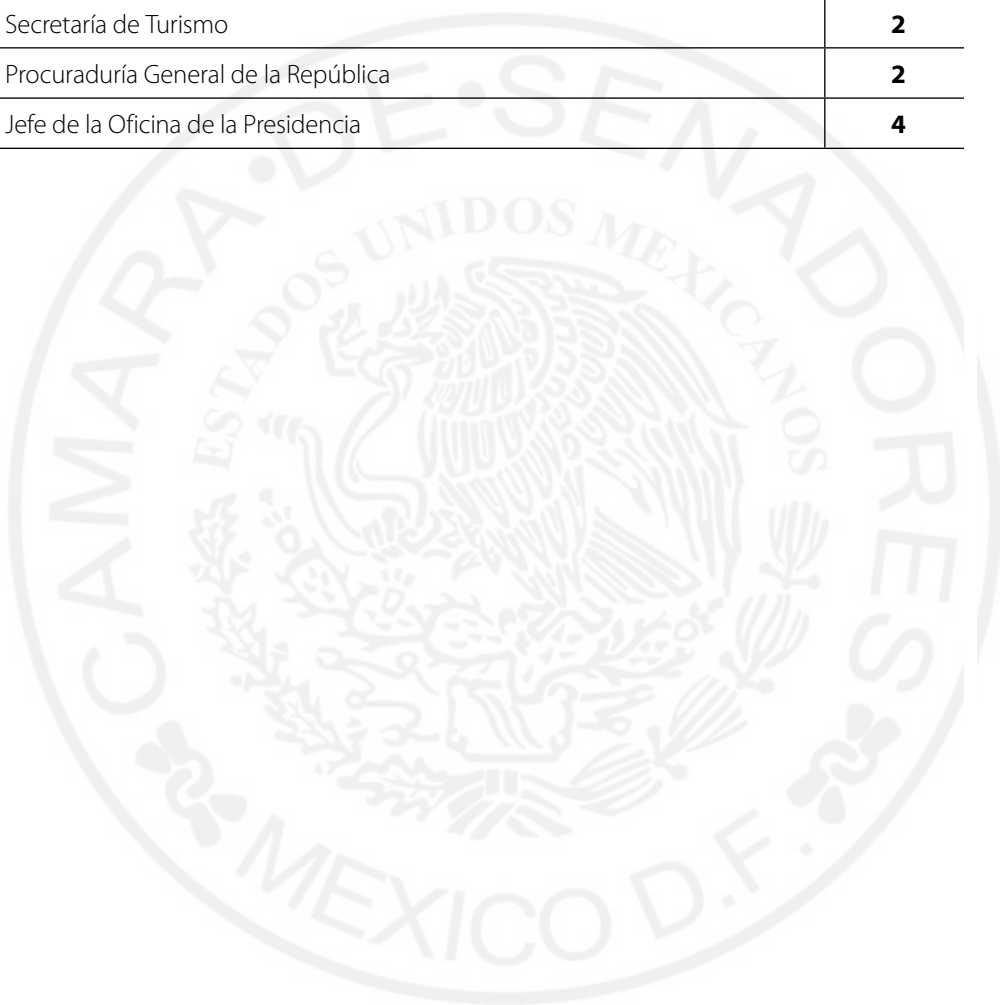 Secretaría de Turismo 2
Procuraduría General de la República 2
Jefe de la Oficina de la Presidencia 4
CAMARA•DE•SENADORES
ESTADOS UNIDOS MEXICANOS
MEXICO D.F.